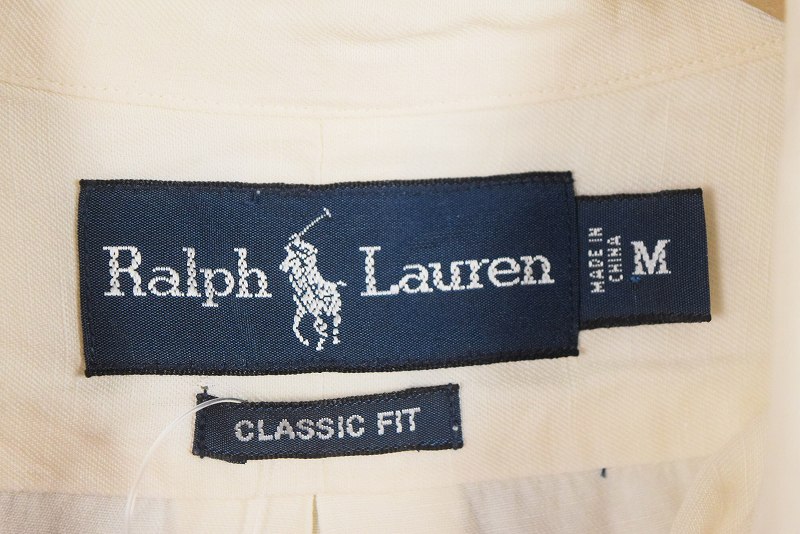 Ralph Lauren
MADE IN
CHINA
M
CLASSIC FIT